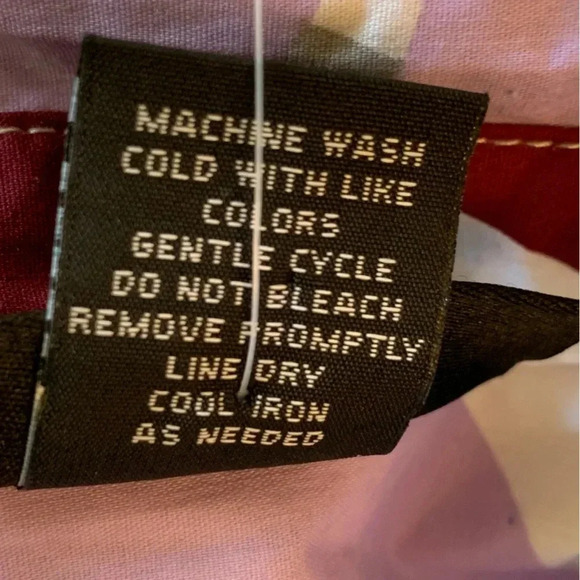 MACHINE WASH
COLD WITH LIKE
COLORS
GENTLE CYCLE
DO NOT BLEACH
REMOVE PROMPTLY
LINE DRY
COOL IRON
AS NEEDED